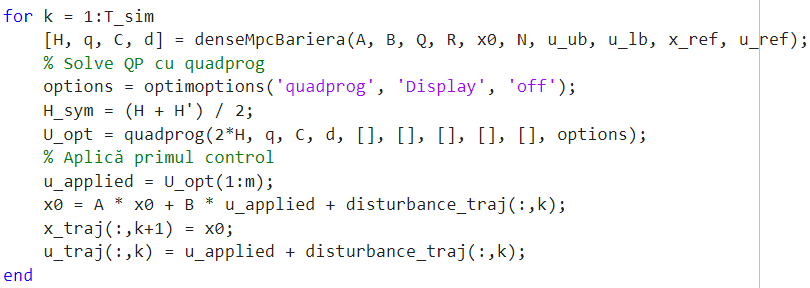 for k = 1:T_sim
    [H, q, C, d] = denseMpcBariera(A, B, Q, R, x0, N, u_ub, u_lb, x_ref, u_ref);
    % Solve QP cu quadprog
    options = optimoptions('quadprog', 'Display', 'off');
    H_sym = (H + H') / 2;
    U_opt = quadprog(2*H, q, C, d, [], [], [], [], [], options);
    % Aplică primul control
    u_applied = U_opt(1:m);
    x0 = A * x0 + B * u_applied + disturbance_traj(:,k);
    x_traj(:,k+1) = x0;
    u_traj(:,k) = u_applied + disturbance_traj(:,k);
end